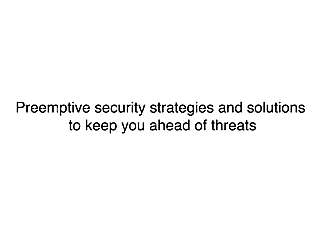 Preemptive security strategies and solutions
to keep you ahead of threats